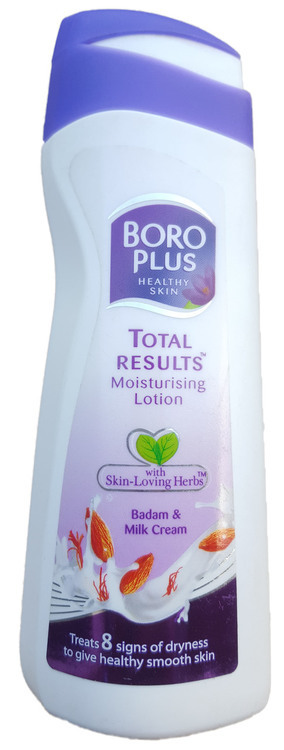 BORO
PLUS
HEALTHY
SKIN
TOTAL
RESULTS™
Moisturising
Lotion
with
Skin-Loving Herbs™
Badam &
Milk Cream
Treats 8 signs of dryness
to give healthy smooth skin